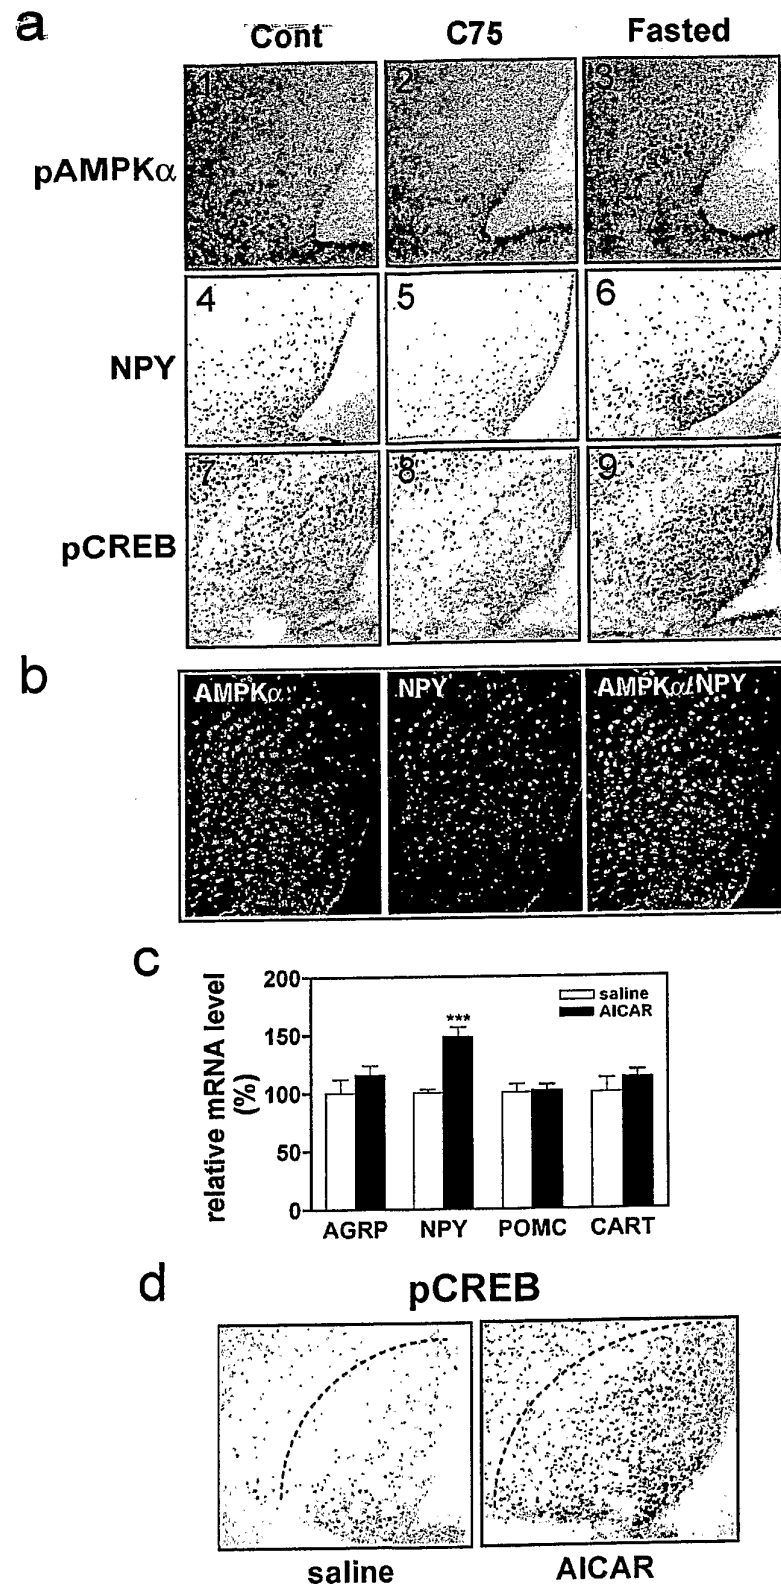 a
Cont C75 Fasted
pAMPKα 1 2 3
NPY 4 5 6
pCREB 7 8 9
b
AMPKα NPY AMPKα/NPY
c
relative mRNA level
(%)
200
150
100
50
0
saline
AICAR
***
AGRP NPY POMC CART
d
pCREB
saline AICAR